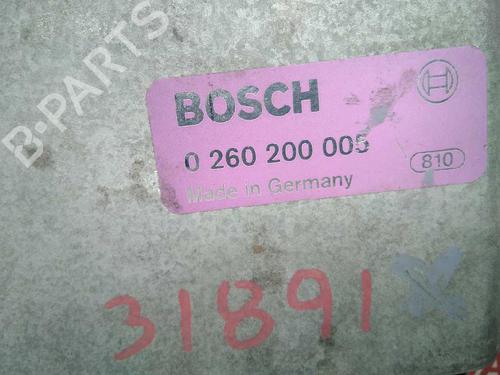 B-PARTS
BOSCH
0 260 200 005
810
Made in Germany
31891